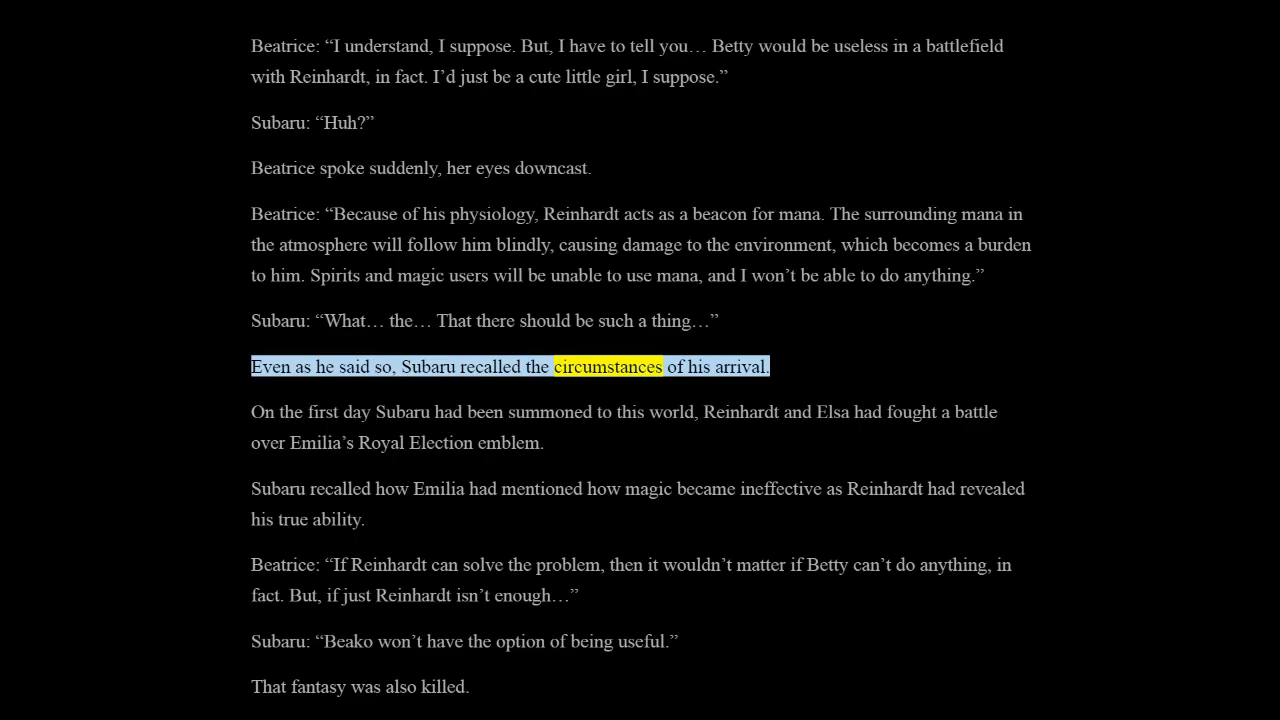 Beatrice: “I understand, I suppose. But, I have to tell you… Betty would be useless in a battlefield
with Reinhardt, in fact. I’d just be a cute little girl, I suppose.”
Subaru: “Huh?”
Beatrice spoke suddenly, her eyes downcast.
Beatrice: “Because of his physiology, Reinhardt acts as a beacon for mana. The surrounding mana in
the atmosphere will follow him blindly, causing damage to the environment, which becomes a burden
to him. Spirits and magic users will be unable to use mana, and I won’t be able to do anything.”
Subaru: “What… the… That there should be such a thing…”
Even as he said so, Subaru recalled the circumstances of his arrival.
On the first day Subaru had been summoned to this world, Reinhardt and Elsa had fought a battle
over Emilia’s Royal Election emblem.
Subaru recalled how Emilia had mentioned how magic became ineffective as Reinhardt had revealed
his true ability.
Beatrice: “If Reinhardt can solve the problem, then it wouldn’t matter if Betty can’t do anything, in
fact. But, if just Reinhardt isn’t enough…”
Subaru: “Beako won’t have the option of being useful.”
That fantasy was also killed.